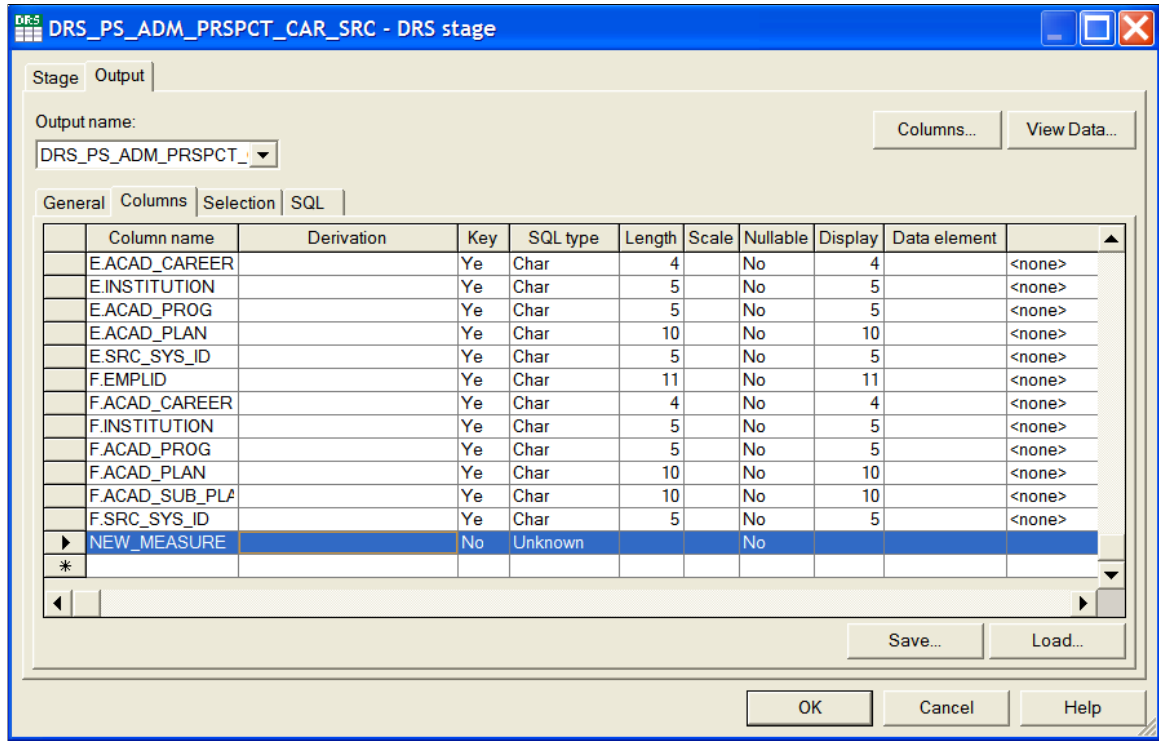 DRS DRS_PS_ADM_PRSPCT_CAR_SRC - DRS stage
Stage Output
Output name:
Columns... View Data...
DRS_PS_ADM_PRSPCT_
General Columns Selection SQL
Column name Derivation Key SQL type Length Scale Nullable Display Data element
E.ACAD_CAREER Ye Char 4 No 4 <none>
E.INSTITUTION Ye Char 5 No 5 <none>
E.ACAD_PROG Ye Char 5 No 5 <none>
E.ACAD_PLAN Ye Char 10 No 10 <none>
E.SRC_SYS_ID Ye Char 5 No 5 <none>
F.EMPLID Ye Char 11 No 11 <none>
F.ACAD_CAREER Ye Char 4 No 4 <none>
F.INSTITUTION Ye Char 5 No 5 <none>
F.ACAD_PROG Ye Char 5 No 5 <none>
F.ACAD_PLAN Ye Char 10 No 10 <none>
F.ACAD_SUB_PLA Ye Char 10 No 10 <none>
F.SRC_SYS_ID Ye Char 5 No 5 <none>
NEW_MEASURE No Unknown No
*
Save... Load...
OK Cancel Help